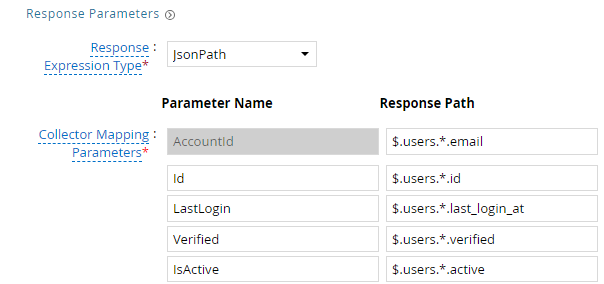 Response Parameters
Response :
Expression Type*
JsonPath
Parameter Name Response Path
Collector Mapping :
Parameters*
AccountId $.users.*.email
Id $.users.*.id
LastLogin $.users.*.last_login_at
Verified $.users.*.verified
IsActive $.users.*.active